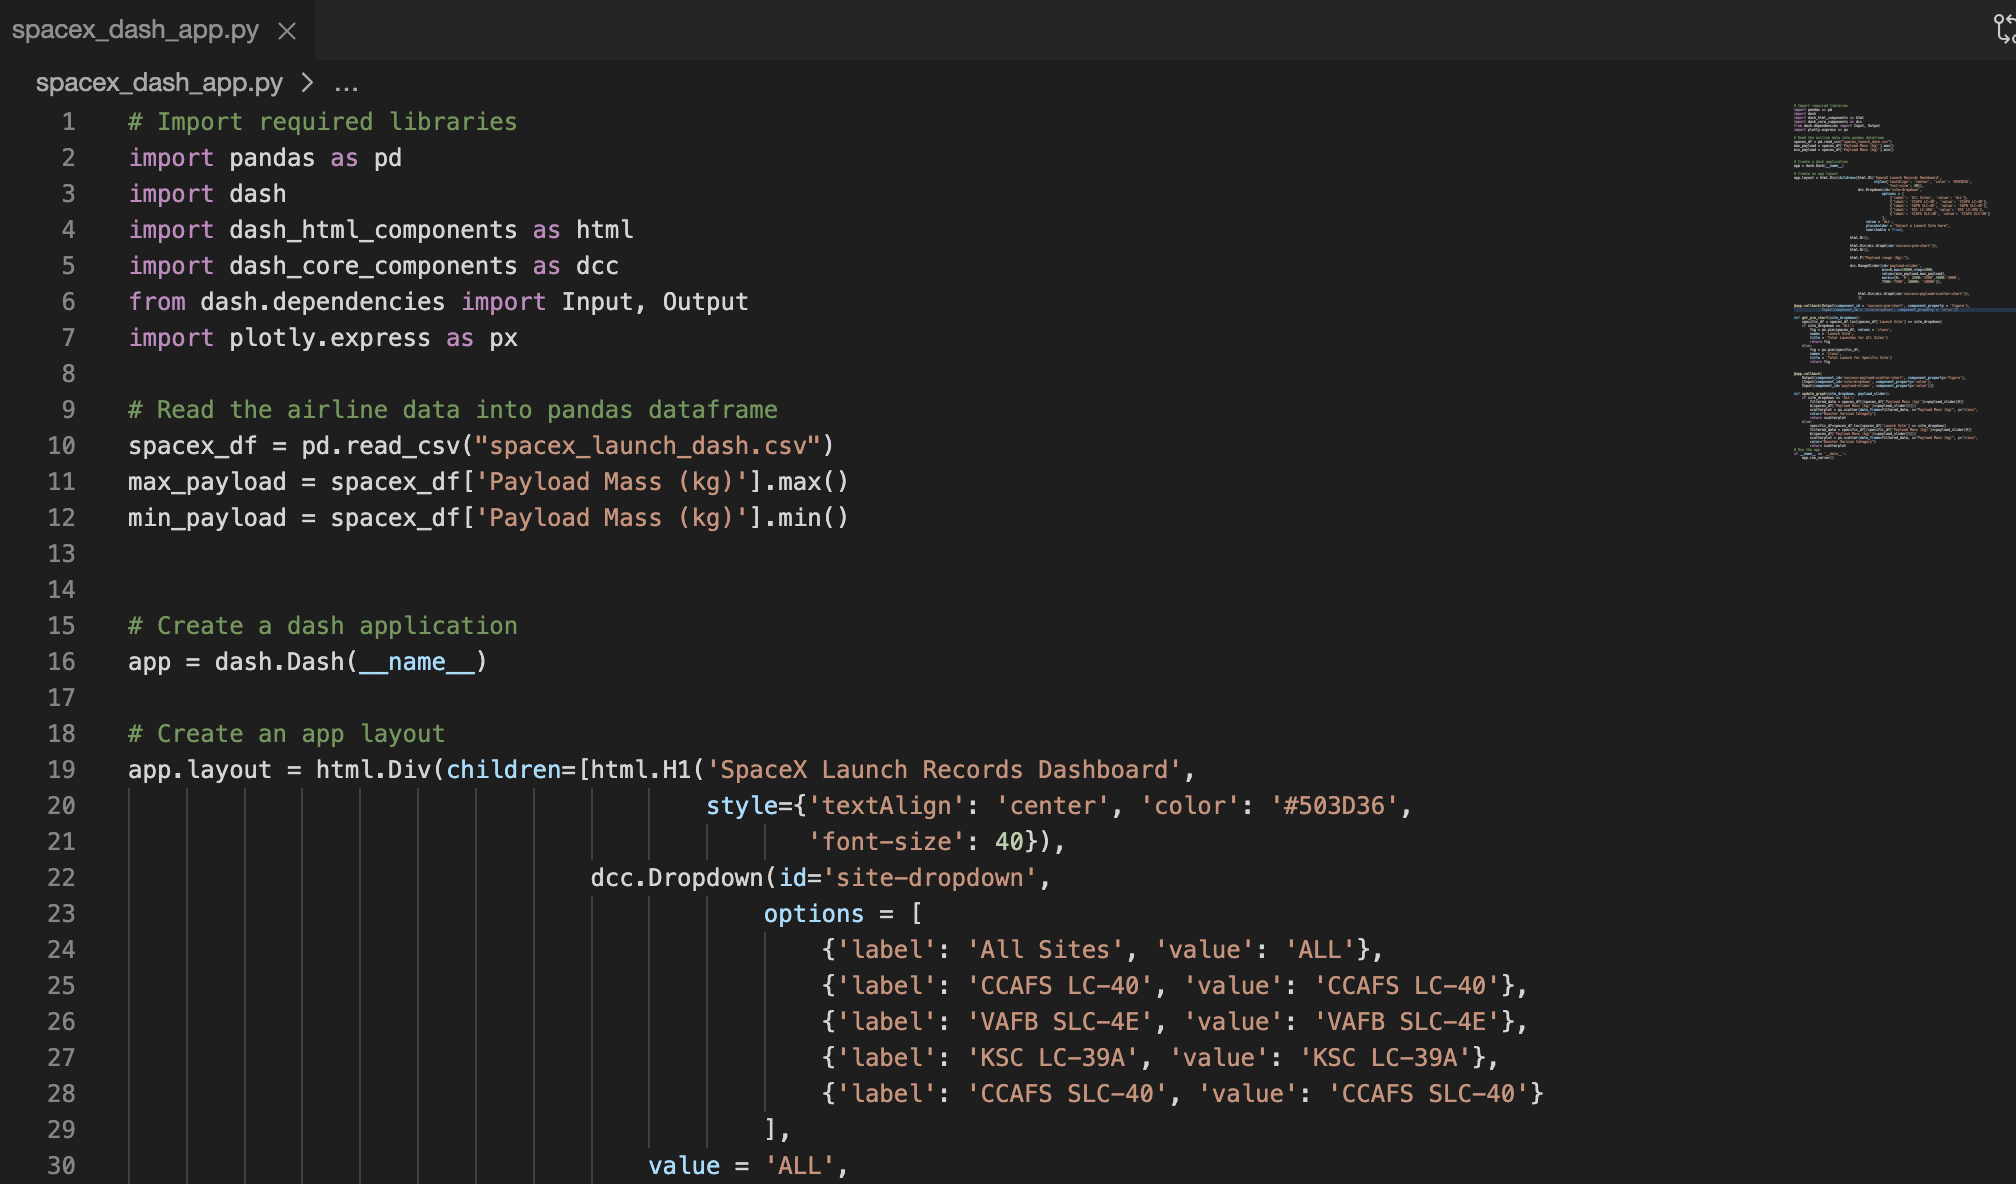 spacex_dash_app.py
spacex_dash_app.py > ...
1 # Import required libraries
2 import pandas as pd
3 import dash
4 import dash_html_components as html
5 import dash_core_components as dcc
6 from dash.dependencies import Input, Output
7 import plotly.express as px
8
9 # Read the airline data into pandas dataframe
10 spacex_df = pd.read_csv("spacex_launch_dash.csv")
11 max_payload = spacex_df['Payload Mass (kg)'].max()
12 min_payload = spacex_df['Payload Mass (kg)'].min()
13
14
15 # Create a dash application
16 app = dash.Dash(__name__)
17
18 # Create an app layout
19 app.layout = html.Div(children=[html.H1('SpaceX Launch Records Dashboard',
20 style={'textAlign': 'center', 'color': '#503D36',
21 'font-size': 40}),
22 dcc.Dropdown(id='site-dropdown',
23 options = [
24 {'label': 'All Sites', 'value': 'ALL'},
25 {'label': 'CCAFS LC-40', 'value': 'CCAFS LC-40'},
26 {'label': 'VAFB SLC-4E', 'value': 'VAFB SLC-4E'},
27 {'label': 'KSC LC-39A', 'value': 'KSC LC-39A'},
28 {'label': 'CCAFS SLC-40', 'value': 'CCAFS SLC-40'}
29 ],
30 value = 'ALL',